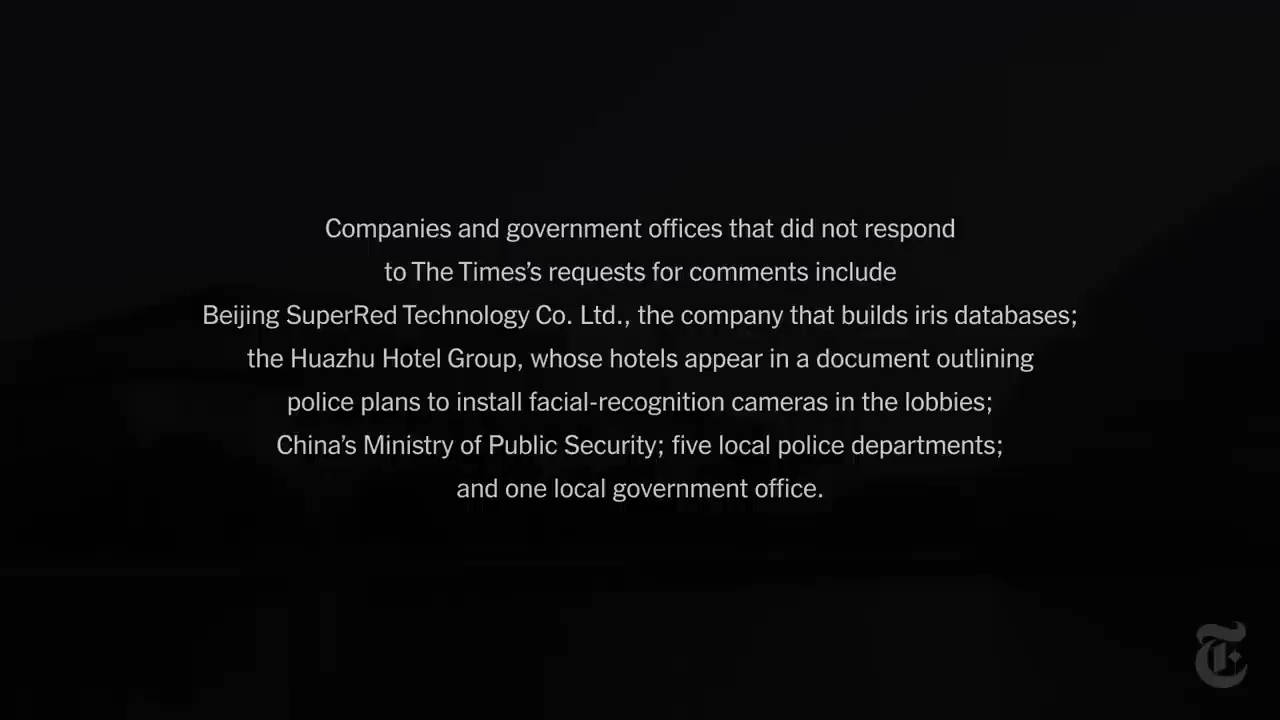 Companies and government offices that did not respond
to The Times’s requests for comments include
Beijing SuperRed Technology Co. Ltd., the company that builds iris databases;
the Huazhu Hotel Group, whose hotels appear in a document outlining
police plans to install facial-recognition cameras in the lobbies;
China’s Ministry of Public Security; five local police departments;
and one local government office.
T